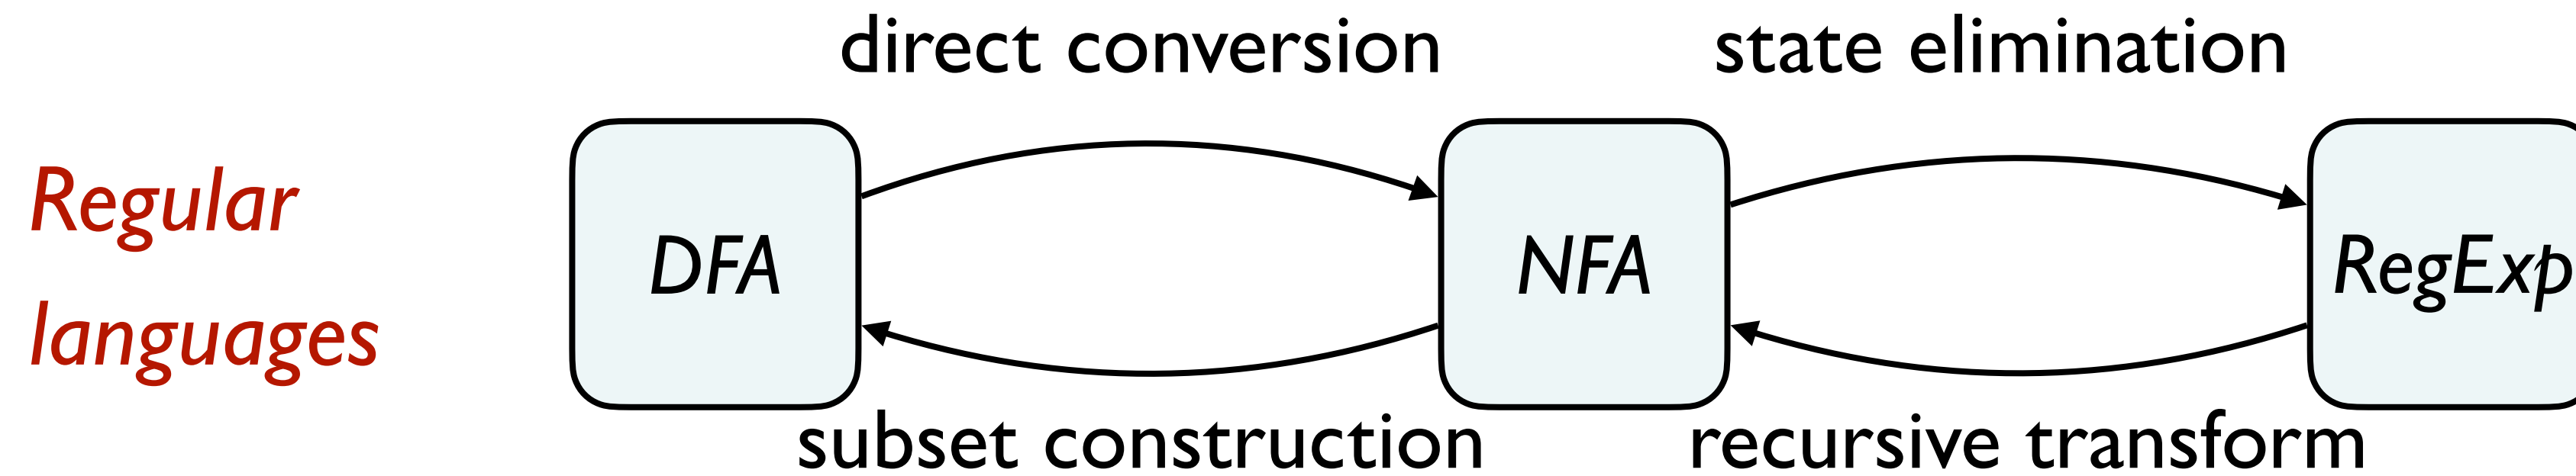 direct conversion
state elimination
Regular
languages
DFA
NFA
RegExp
subset construction
recursive transform